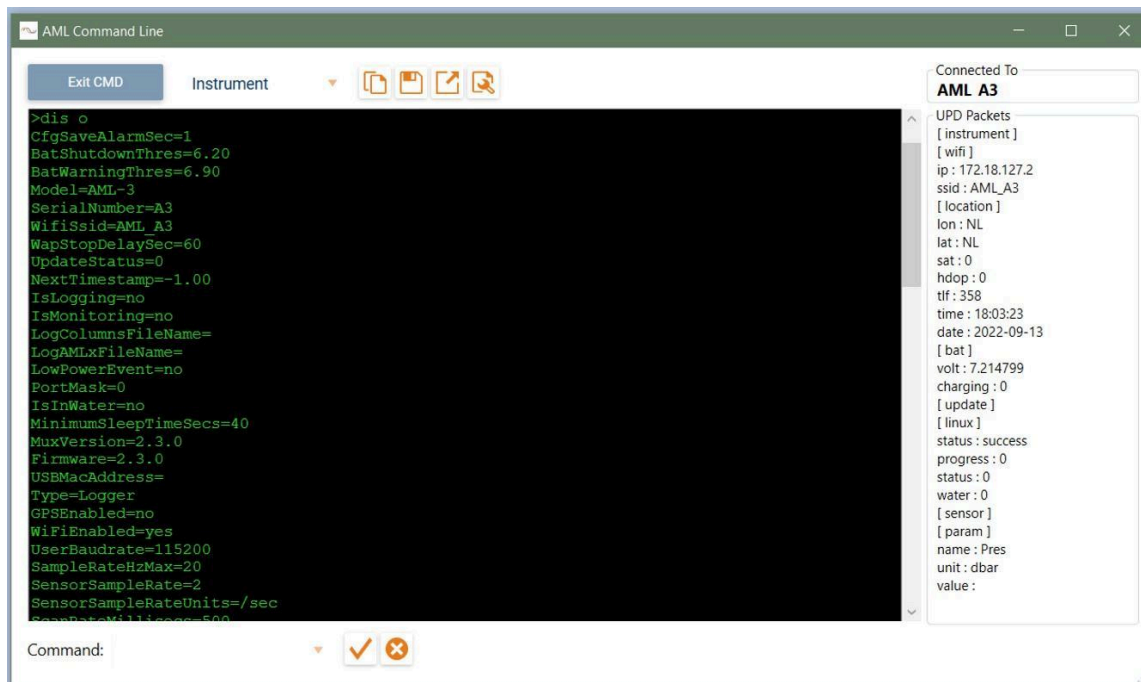 AML Command Line
Exit CMD
Instrument
>dis o
CfgSaveAlarmSec=1
BatShutdownThres=6.20
BatWarningThres=6.90
Model=AML-3
SerialNumber=A3
WifiSsid=AML_A3
WapStopDelaySec=60
UpdateStatus=0
NextTimestamp=-1.00
IsLogging=no
IsMonitoring=no
LogColumnsFileName=
LogAMLxFileName=
LowPowerEvent=no
PortMask=0
IsInWater=no
MinimumSleepTimeSecs=40
MuxVersion=2.3.0
Firmware=2.3.0
USBMacAddress=
Type=Logger
GPSEnabled=no
WiFiEnabled=yes
UserBaudrate=115200
SampleRateHzMax=20
SensorSampleRate=2
SensorSampleRateUnits=/sec
ScanRateMillisecs=500
Command:
Connected To
AML A3
UPD Packets
[ instrument ]
[ wifi ]
ip : 172.18.127.2
ssid : AML_A3
[ location ]
lon : NL
lat : NL
sat : 0
hdop : 0
tlf : 358
time : 18:03:23
date : 2022-09-13
[ bat ]
volt : 7.214799
charging : 0
[ update ]
[ linux ]
status : success
progress : 0
status : 0
water : 0
[ sensor ]
[ param ]
name : Pres
unit : dbar
value :